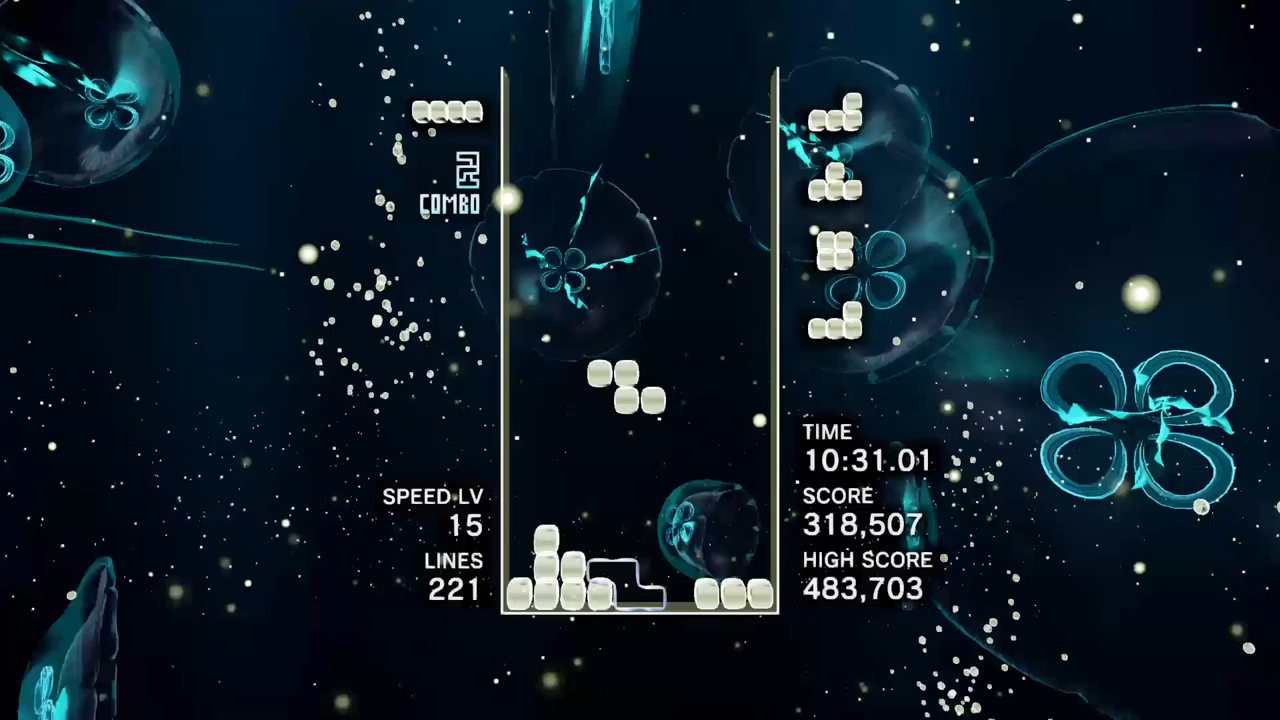 2
COMBO
SPEED LV
15
LINES
221
TIME
10:31.01
SCORE
318,507
HIGH SCORE
483,703